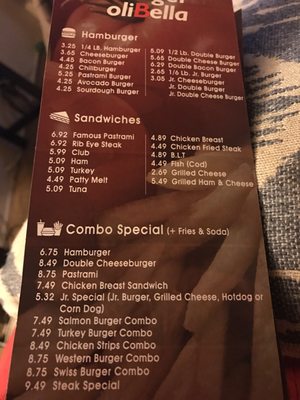 oliBella
Hamburger
3.25 1/4 LB. Hamburger
3.65 Cheeseburger
4.45 Bacon Burger
4.25 Chiliburger
5.25 Pastrami Burger
4.25 Avocado Burger
4.25 Sourdough Burger
5.09 1/2 Lb. Double Burger
5.65 Double Cheese Burger
6.29 Double Bacon Burger
2.65 1/6 Lb. Jr. Burger
3.05 Jr. Cheeseburger
Jr. Double Burger
Jr. Double Cheese Burger
Sandwiches
6.92 Famous Pastrami
6.92 Rib Eye Steak
5.99 Club
5.09 Ham
5.09 Turkey
4.49 Patty Melt
5.09 Tuna
4.89 Chicken Breast
4.49 Chicken Fried Steak
4.89 B.L.T
4.49 Fish (Cod)
2.69 Grilled Cheese
5.49 Grilled Ham & Cheese
Combo Special (+ Fries & Soda)
6.75 Hamburger
8.49 Double Cheeseburger
8.75 Pastrami
7.49 Chicken Breast Sandwich
5.32 Jr. Special (Jr. Burger, Grilled Cheese, Hotdog or
Corn Dog)
7.49 Salmon Burger Combo
7.49 Turkey Burger Combo
8.49 Chicken Strips Combo
8.75 Western Burger Combo
8.75 Swiss Burger Combo
9.49 Steak Special